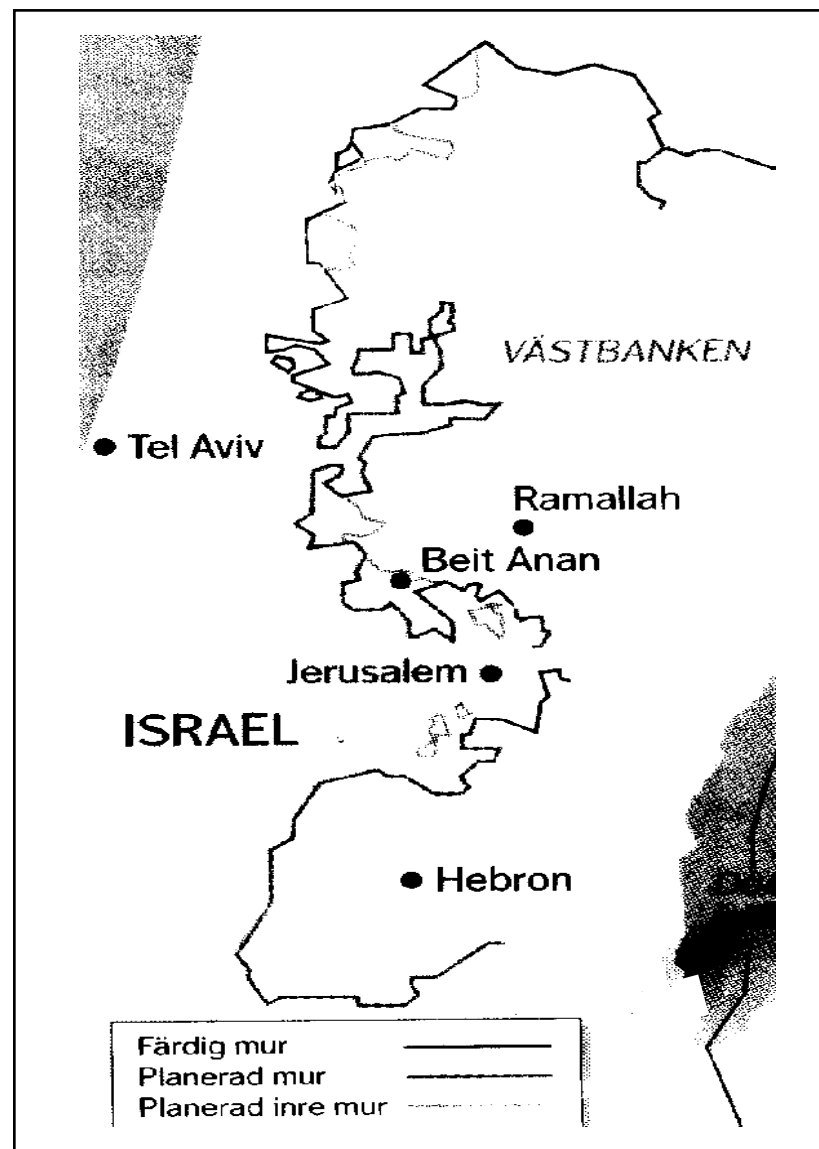 VÄSTBANKEN
Tel Aviv
Ramallah
Beit Anan
Jerusalem
ISRAEL
Hebron
Färdig mur
Planerad mur
Planerad inre mur